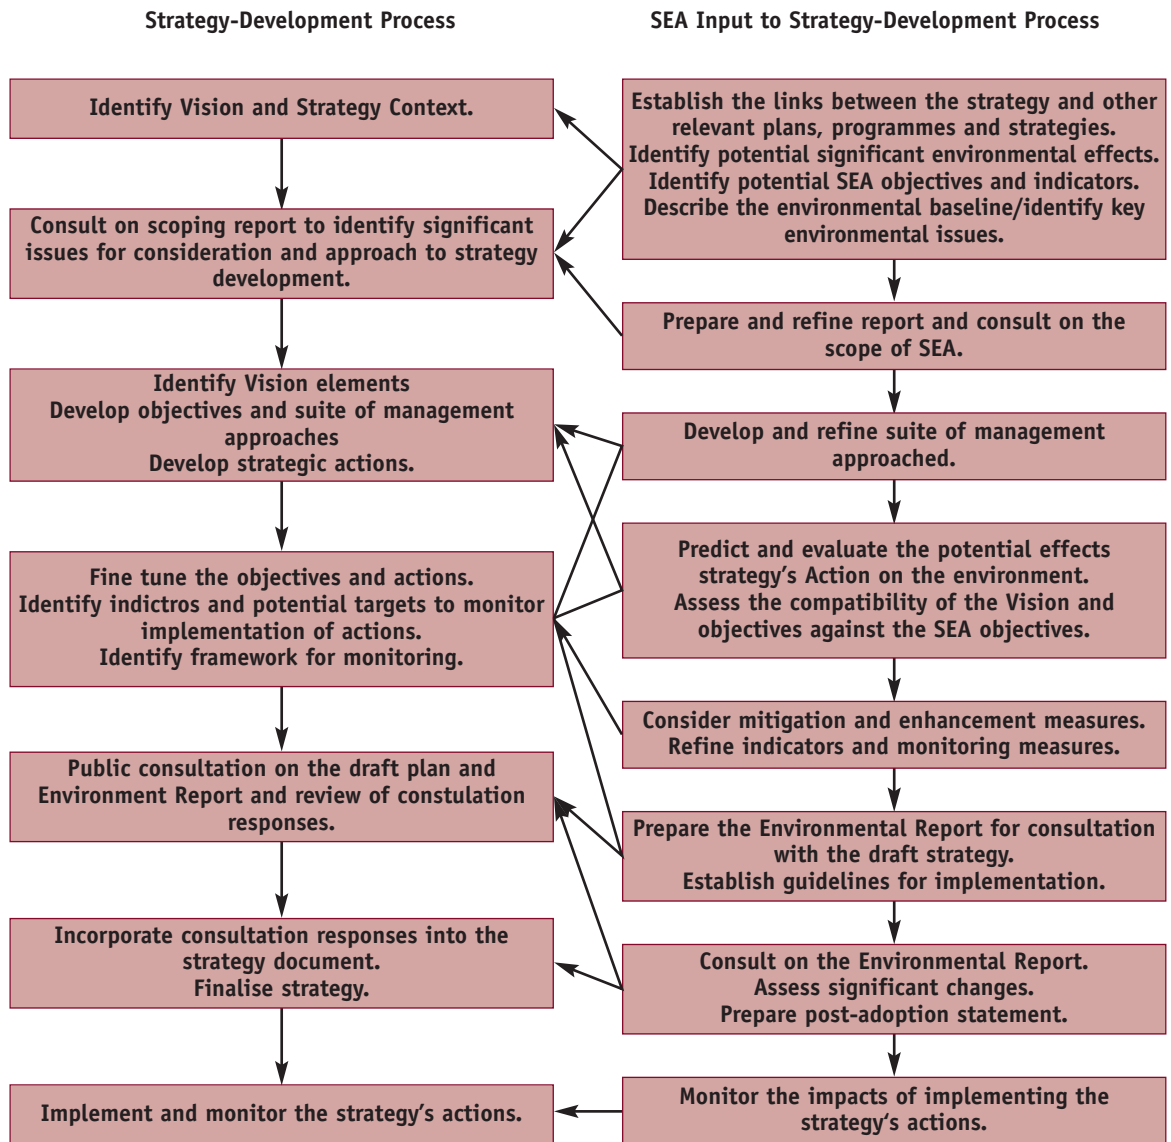 Strategy-Development Process
SEA Input to Strategy-Development Process
Identify Vision and Strategy Context.
Consult on scoping report to identify significant
issues for consideration and approach to strategy
development.
Identify Vision elements
Develop objectives and suite of management
approaches
Develop strategic actions.
Fine tune the objectives and actions.
Identify indictros and potential targets to monitor
implementation of actions.
Identify framework for monitoring.
Public consultation on the draft plan and
Environment Report and review of constulation
responses.
Incorporate consultation responses into the
strategy document.
Finalise strategy.
Implement and monitor the strategy’s actions.
Establish the links between the strategy and other
relevant plans, programmes and strategies.
Identify potential significant environmental effects.
Identify potential SEA objectives and indicators.
Describe the environmental baseline/identify key
environmental issues.
Prepare and refine report and consult on the
scope of SEA.
Develop and refine suite of management
approached.
Predict and evaluate the potential effects
strategy’s Action on the environment.
Assess the compatibility of the Vision and
objectives against the SEA objectives.
Consider mitigation and enhancement measures.
Refine indicators and monitoring measures.
Prepare the Environmental Report for consultation
with the draft strategy.
Establish guidelines for implementation.
Consult on the Environmental Report.
Assess significant changes.
Prepare post-adoption statement.
Monitor the impacts of implementing the
strategy‘s actions.